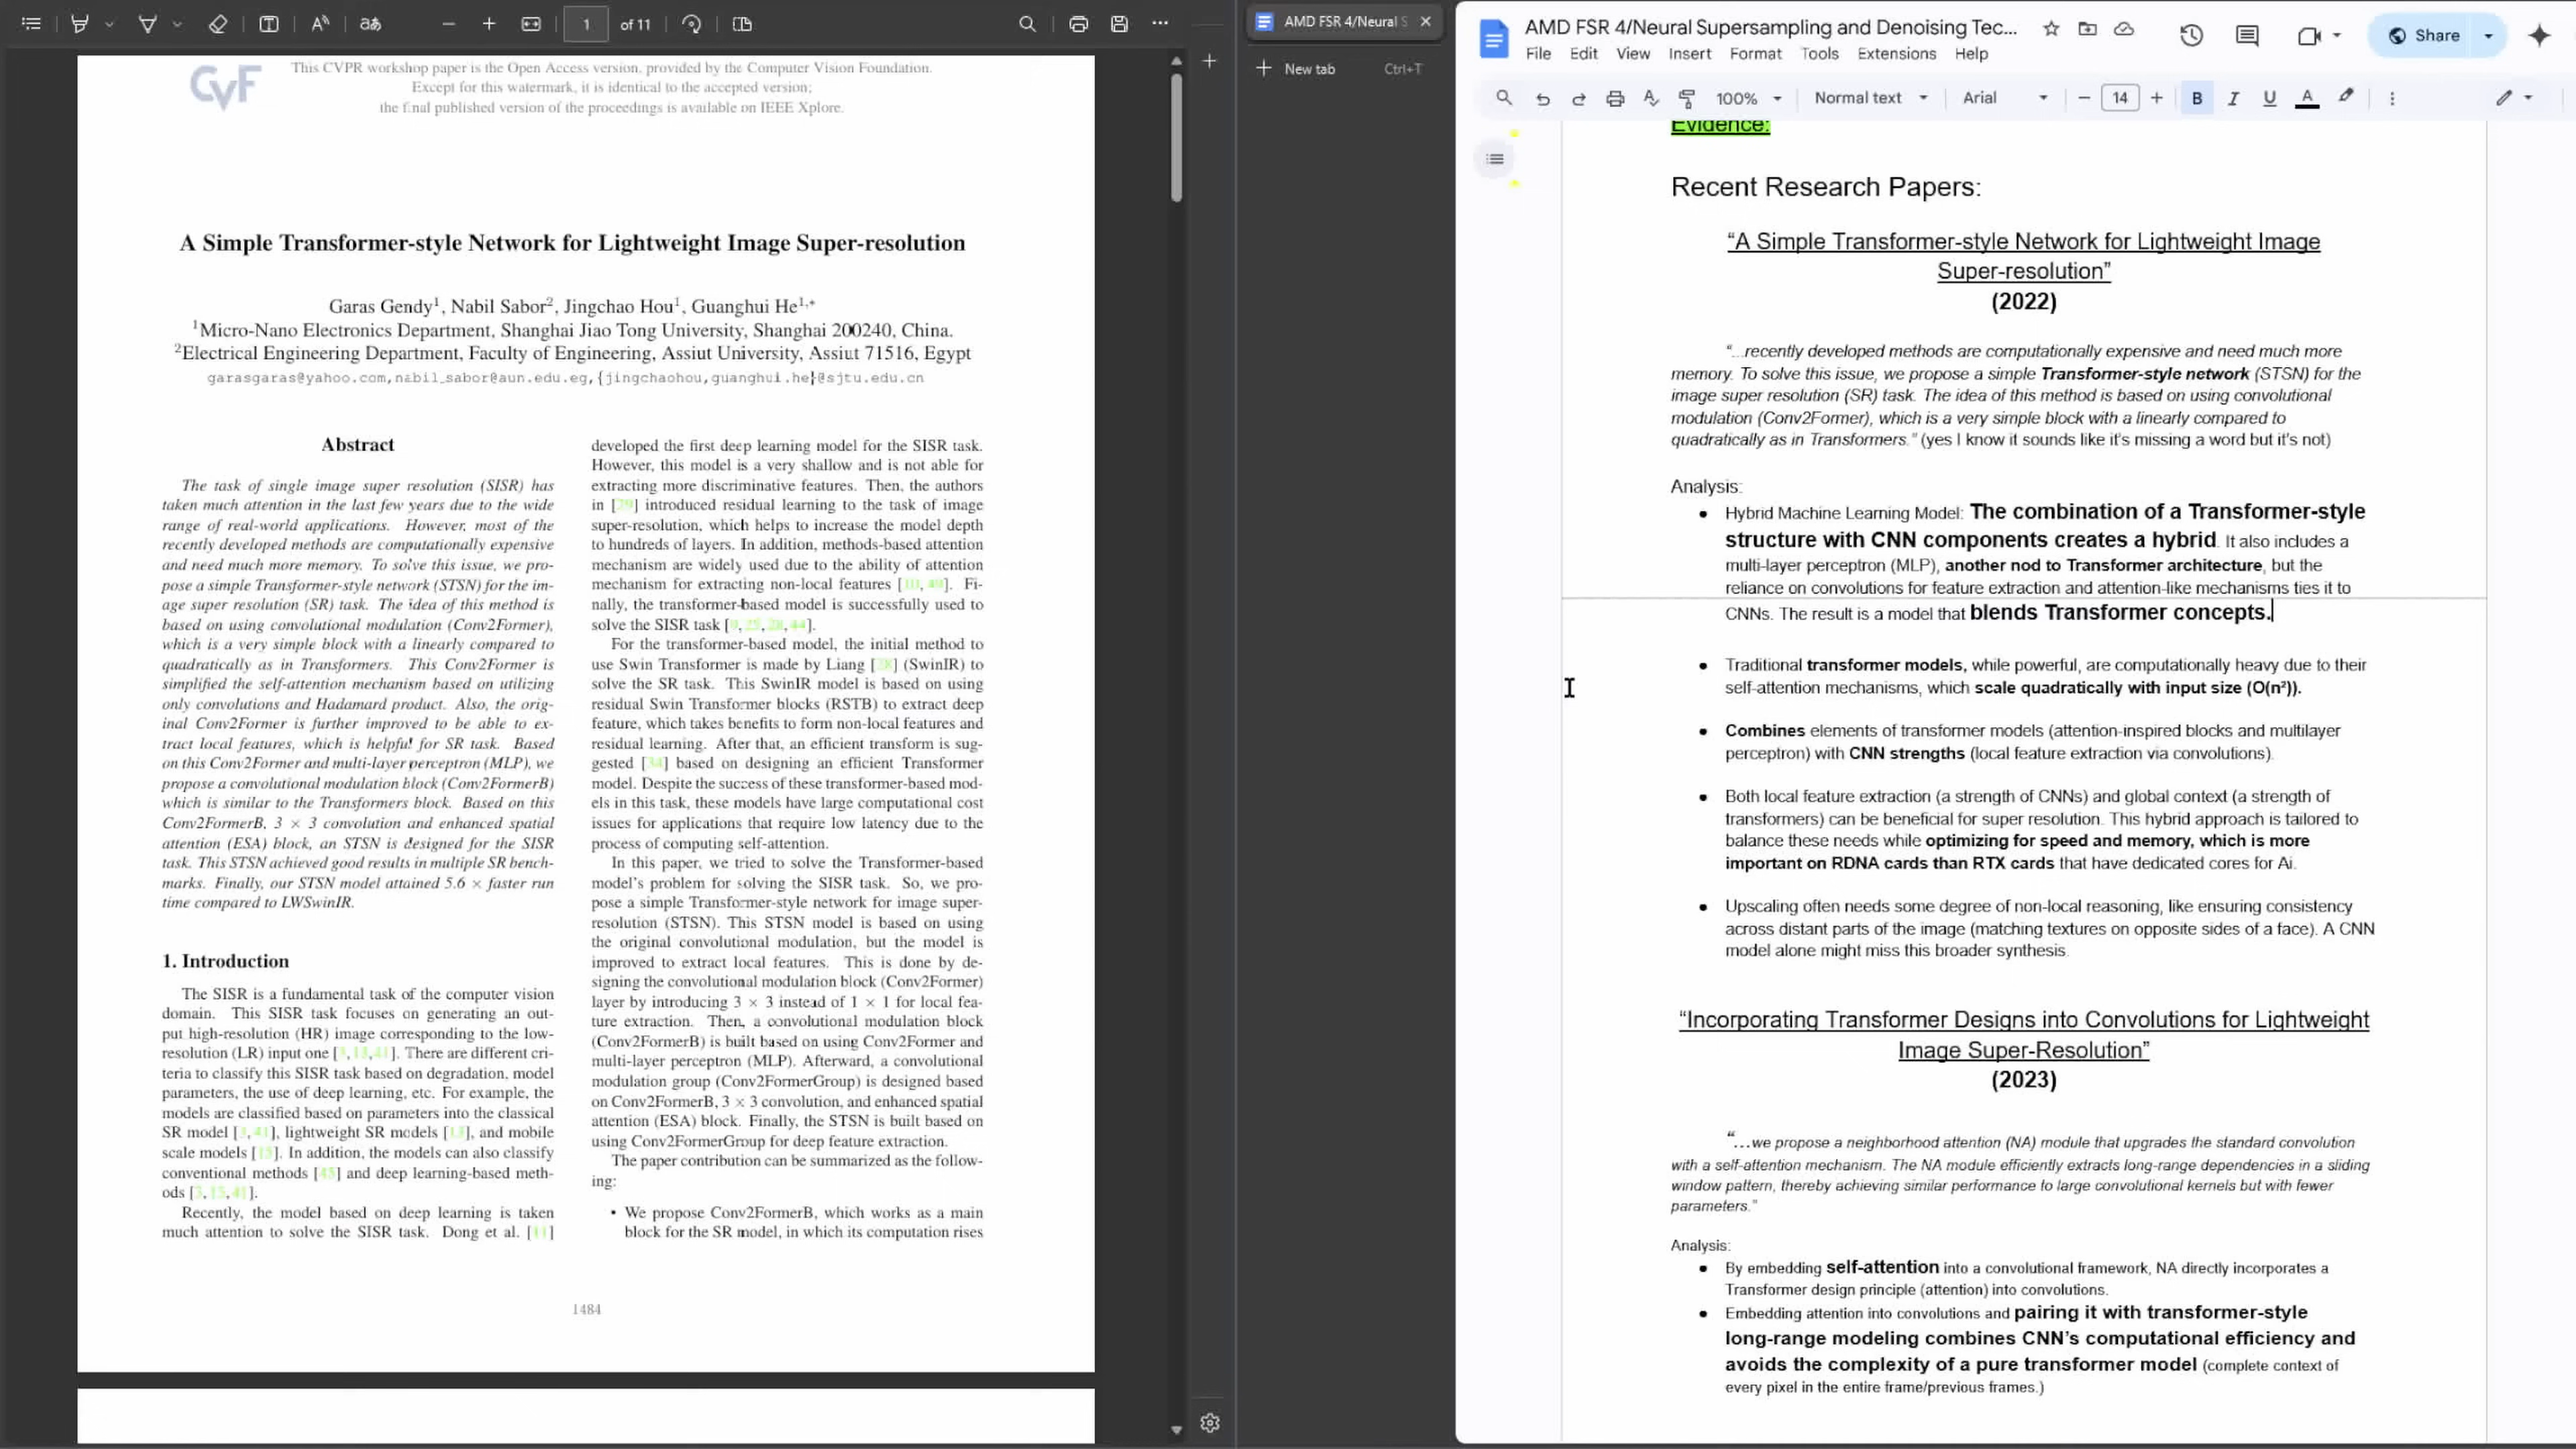 1
of 11
This CVPR workshop paper is the Open Access version, provided by the Computer Vision Foundation.
Except for this watermark, it is identical to the accepted version;
the final published version of the proceedings is available on IEEE Xplore.
CVF
A Simple Transformer-style Network for Lightweight Image Super-resolution
Garas Gendy1, Nabil Sabor2, Jingchao Hou1, Guanghui He1,*
1Micro-Nano Electronics Department, Shanghai Jiao Tong University, Shanghai 200240, China.
2Electrical Engineering Department, Faculty of Engineering, Assiut University, Assiut 71516, Egypt
garasgaras@yahoo.com,nabil_sabor@aun.edu.eg,{jingchaohou,guanghui.he}@sjtu.edu.cn
Abstract
The task of single image super resolution (SISR) has
taken much attention in the last few years due to the wide
range of real-world applications. However, most of the
recently developed methods are computationally expensive
and need much more memory. To solve this issue, we pro-
pose a simple Transformer-style network (STSN) for the im-
age super resolution (SR) task. The idea of this method is
based on using convolutional modulation (Conv2Former),
which is a very simple block with a linearly compared to
quadratically as in Transformers. This Conv2Former is
simplified the self-attention mechanism based on utilizing
only convolutions and Hadamard product. Also, the orig-
inal Conv2Former is further improved to be able to ex-
tract local features, which is helpful for SR task. Based
on this Conv2Former and multi-layer perceptron (MLP), we
propose a convolutional modulation block (Conv2FormerB)
which is similar to the Transformers block. Based on this
Conv2FormerB, 3 × 3 convolution and enhanced spatial
attention (ESA) block, an STSN is designed for the SISR
task. This STSN achieved good results in multiple SR bench-
marks. Finally, our STSN model attained 5.6 × faster run
time compared to LWSwinIR.
1. Introduction
The SISR is a fundamental task of the computer vision
domain. This SISR task focuses on generating an out-
put high-resolution (HR) image corresponding to the low-
resolution (LR) input one [3,13,41]. There are different cri-
teria to classify this SISR task based on degradation, model
parameters, the use of deep learning, etc. For example, the
models are classified based on parameters into the classical
SR model [3,41], lightweight SR models [13], and mobile
scale models [15]. In addition, the models can also classify
conventional methods [45] and deep learning-based meth-
ods [3,15,41].
Recently, the model based on deep learning is taken
much attention to solve the SISR task. Dong et al. [11]
developed the first deep learning model for the SISR task.
However, this model is a very shallow and is not able for
extracting more discriminative features. Then, the authors
in [29] introduced residual learning to the task of image
super-resolution, which helps to increase the model depth
to hundreds of layers. In addition, methods-based attention
mechanism are widely used due to the ability of attention
mechanism for extracting non-local features [10, 49]. Fi-
nally, the transformer-based model is successfully used to
solve the SISR task [9,25,28,44].
For the transformer-based model, the initial method to
use Swin Transformer is made by Liang [28] (SwinIR) to
solve the SR task. This SwinIR model is based on using
residual Swin Transformer blocks (RSTB) to extract deep
feature, which takes benefits to form non-local features and
residual learning. After that, an efficient transform is sug-
gested [34] based on designing an efficient Transformer
model. Despite the success of these transformer-based mod-
els in this task, these models have large computational cost
issues for applications that require low latency due to the
process of computing self-attention.
In this paper, we tried to solve the Transformer-based
model's problem for solving the SISR task. So, we pro-
pose a simple Transformer-style network for image super-
resolution (STSN). This STSN model is based on using
the original convolutional modulation, but the model is
improved to extract local features. This is done by de-
signing the convolutional modulation block (Conv2Former)
layer by introducing 3 × 3 instead of 1 × 1 for local fea-
ture extraction. Then, a convolutional modulation block
(Conv2FormerB) is built based on using Conv2Former and
multi-layer perceptron (MLP). Afterward, a convolutional
modulation group (Conv2FormerGroup) is designed based
on Conv2FormerB, 3 × 3 convolution, and enhanced spatial
attention (ESA) block. Finally, the STSN is built based on
using Conv2FormerGroup for deep feature extraction.
The paper contribution can be summarized as the follow-
ing:
• We propose Conv2FormerB, which works as a main
block for the SR model, in which its computation rises
1484
AMD FSR 4/Neural S
New tab Ctrl+T
AMD FSR 4/Neural Supersampling and Denoising Tec...
File Edit View Insert Format Tools Extensions Help
Share
100% Normal text Arial 14 B I U A
Evidence:
Recent Research Papers:
“A Simple Transformer-style Network for Lightweight Image
Super-resolution”
(2022)
“...recently developed methods are computationally expensive and need much more
memory. To solve this issue, we propose a simple Transformer-style network (STSN) for the
image super resolution (SR) task. The idea of this method is based on using convolutional
modulation (Conv2Former), which is a very simple block with a linearly compared to
quadratically as in Transformers.” (yes I know it sounds like it's missing a word but it's not)
Analysis:
● Hybrid Machine Learning Model: The combination of a Transformer-style
structure with CNN components creates a hybrid. It also includes a
multi-layer perceptron (MLP), another nod to Transformer architecture, but the
reliance on convolutions for feature extraction and attention-like mechanisms ties it to
CNNs. The result is a model that blends Transformer concepts.
● Traditional transformer models, while powerful, are computationally heavy due to their
self-attention mechanisms, which scale quadratically with input size (O(n²)).
● Combines elements of transformer models (attention-inspired blocks and multilayer
perceptron) with CNN strengths (local feature extraction via convolutions).
● Both local feature extraction (a strength of CNNs) and global context (a strength of
transformers) can be beneficial for super resolution. This hybrid approach is tailored to
balance these needs while optimizing for speed and memory, which is more
important on RDNA cards than RTX cards that have dedicated cores for Ai.
● Upscaling often needs some degree of non-local reasoning, like ensuring consistency
across distant parts of the image (matching textures on opposite sides of a face). A CNN
model alone might miss this broader synthesis.
“Incorporating Transformer Designs into Convolutions for Lightweight
Image Super-Resolution”
(2023)
“...we propose a neighborhood attention (NA) module that upgrades the standard convolution
with a self-attention mechanism. The NA module efficiently extracts long-range dependencies in a sliding
window pattern, thereby achieving similar performance to large convolutional kernels but with fewer
parameters.”
Analysis:
● By embedding self-attention into a convolutional framework, NA directly incorporates a
Transformer design principle (attention) into convolutions.
● Embedding attention into convolutions and pairing it with transformer-style
long-range modeling combines CNN's computational efficiency and
avoids the complexity of a pure transformer model (complete context of
every pixel in the entire frame/previous frames.)